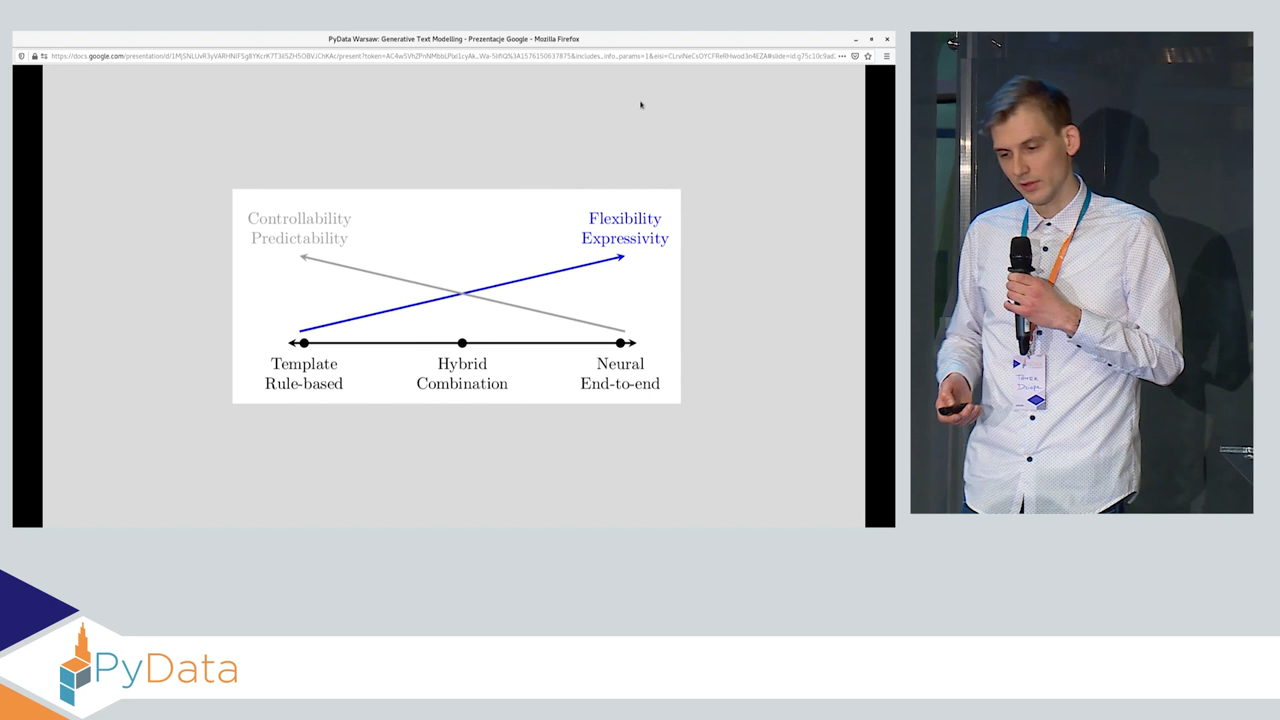 PyData Warsaw: Generative Text Modelling - Prezentacje Google - Mozilla Firefox
Controllability
Predictability
Flexibility
Expressivity
Template
Rule-based
Hybrid
Combination
Neural
End-to-end
PyData